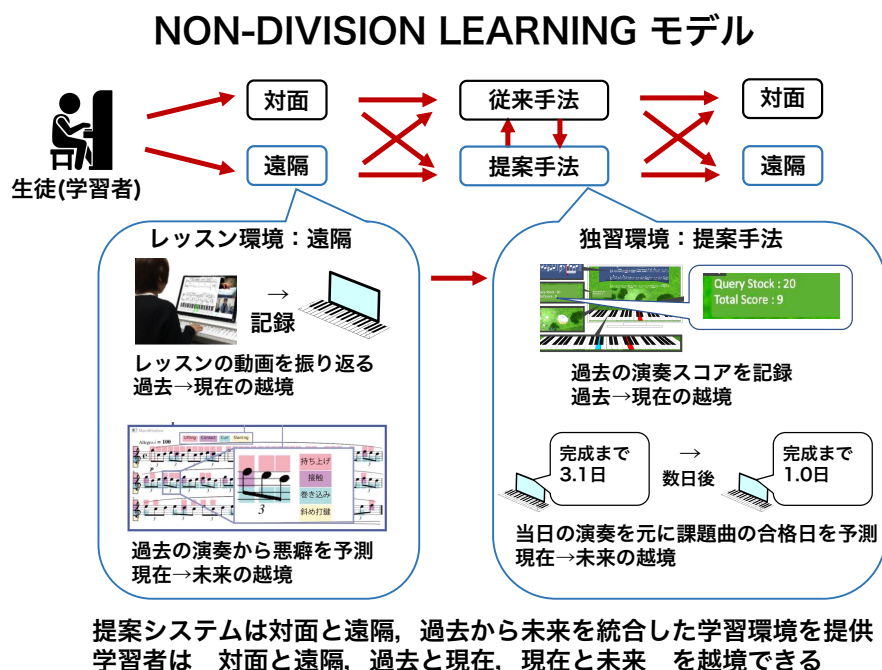 NON-DIVISION LEARNING モデル
対面
従来手法
対面
遠隔
提案手法
遠隔
生徒(学習者)
レッスン環境：遠隔
→
記録
レッスンの動画を振り返る
過去→現在の越境
MainWindow
Allegro ♩= 100
Lifting
Contact
Curl
Slanting
持ち上げ
接触
巻き込み
斜め打鍵
3
過去の演奏から悪癖を予測
現在→未来の越境
独習環境：提案手法
Query Stock : 20
Total Score : 9
過去の演奏スコアを記録
過去→現在の越境
完成まで
3.1日
→
数日後
完成まで
1.0日
当日の演奏を元に課題曲の合格日を予測
現在→未来の越境
提案システムは対面と遠隔，過去から未来を統合した学習環境を提供
学習者は　対面と遠隔，過去と現在，現在と未来　を越境できる